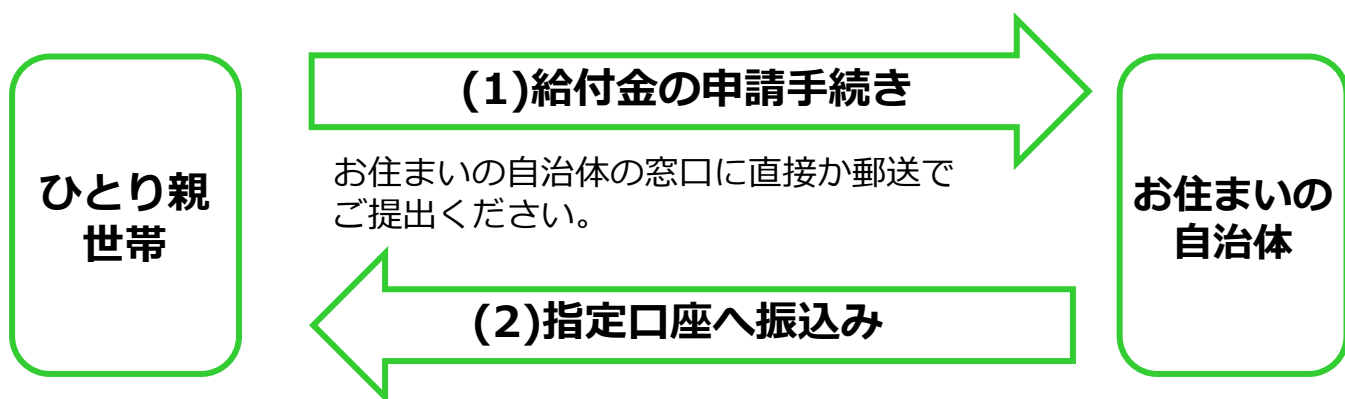 (1)給付金の申請手続き
ひとり親
世帯
お住まいの自治体の窓口に直接か郵送で
ご提出ください。
お住まいの
自治体
(2)指定口座へ振込み